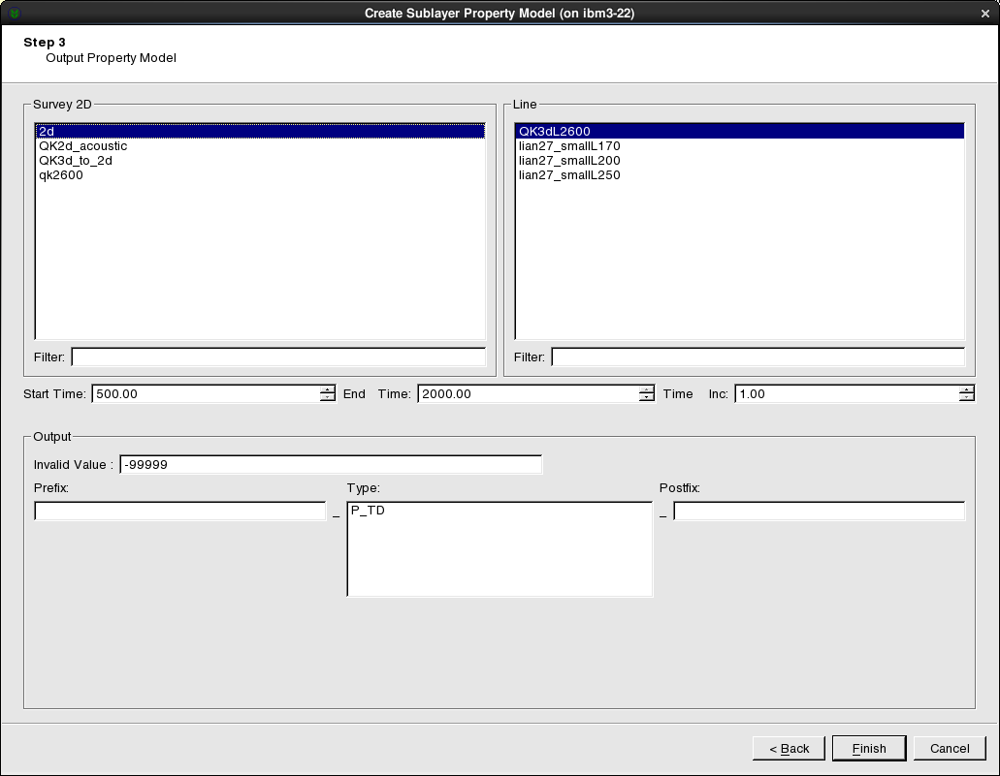 Create Sublayer Property Model (on ibm3-22)
Step 3
Output Property Model
Survey 2D
2d
QK2d_acoustic
QK3d_to_2d
qk2600
Filter:
Line
QK3dL2600
lian27_smallL170
lian27_smallL200
lian27_smallL250
Filter:
Start Time: 500.00 End Time: 2000.00 Time Inc: 1.00
Output
Invalid Value : -99999
Prefix: Type: Postfix:
_ P_TD _
< Back Finish Cancel